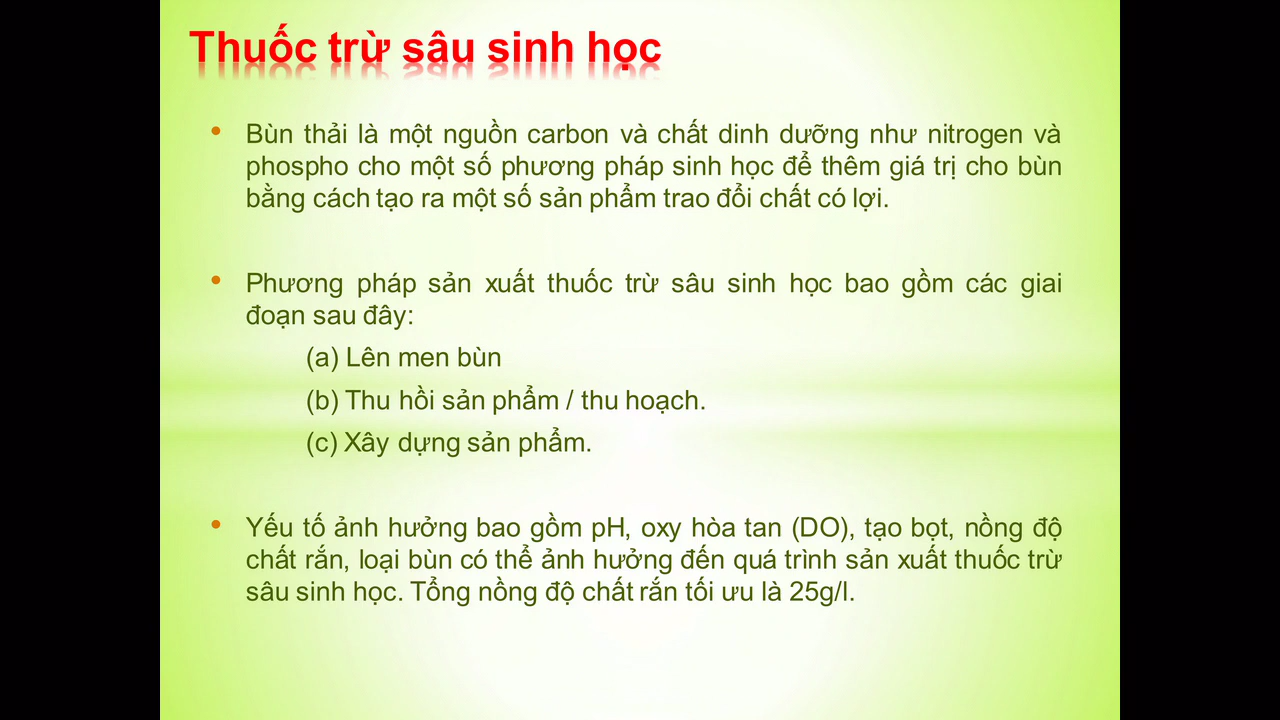 Thuốc trừ sâu sinh học
• Bùn thải là một nguồn carbon và chất dinh dưỡng như nitrogen và
phospho cho một số phương pháp sinh học để thêm giá trị cho bùn
bằng cách tạo ra một số sản phẩm trao đổi chất có lợi.
• Phương pháp sản xuất thuốc trừ sâu sinh học bao gồm các giai
đoạn sau đây:
(a) Lên men bùn
(b) Thu hồi sản phẩm / thu hoạch.
(c) Xây dựng sản phẩm.
• Yếu tố ảnh hưởng bao gồm pH, oxy hòa tan (DO), tạo bọt, nồng độ
chất rắn, loại bùn có thể ảnh hưởng đến quá trình sản xuất thuốc trừ
sâu sinh học. Tổng nồng độ chất rắn tối ưu là 25g/l.